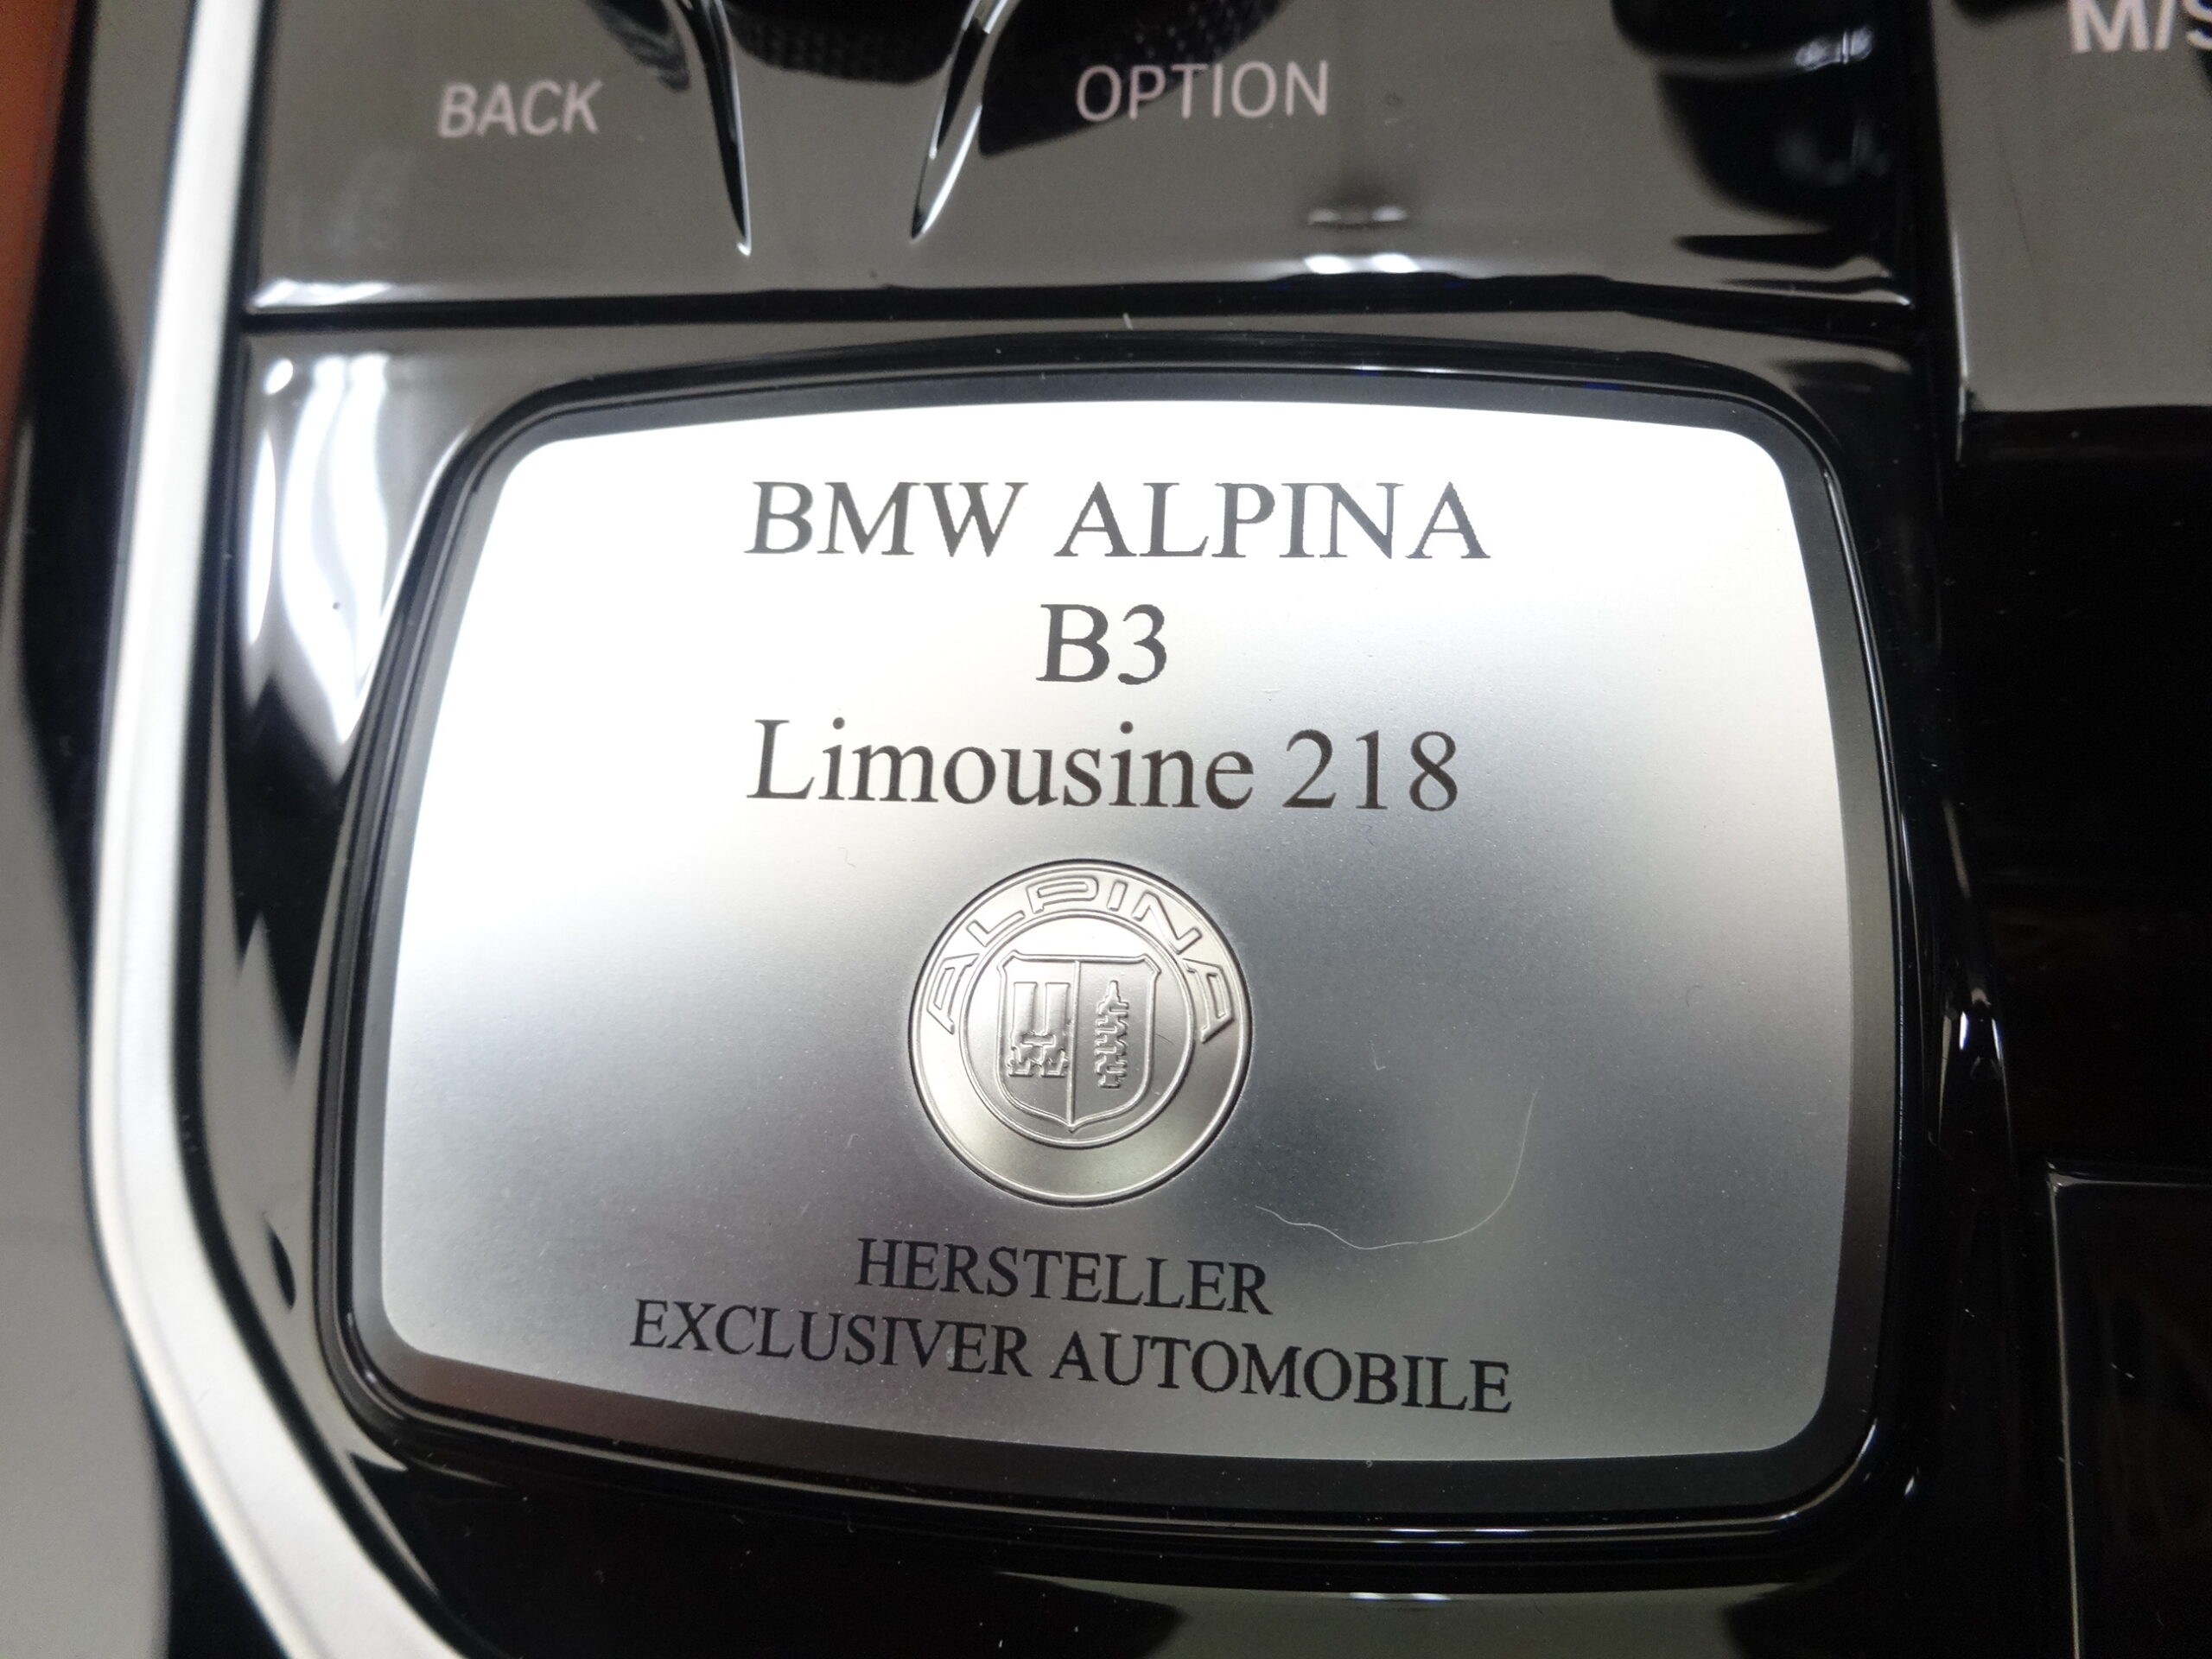 BACK
OPTION
M/S
BMW ALPINA
B3
Limousine 218
ALPINA
HERSTELLER
EXCLUSIVER AUTOMOBILE